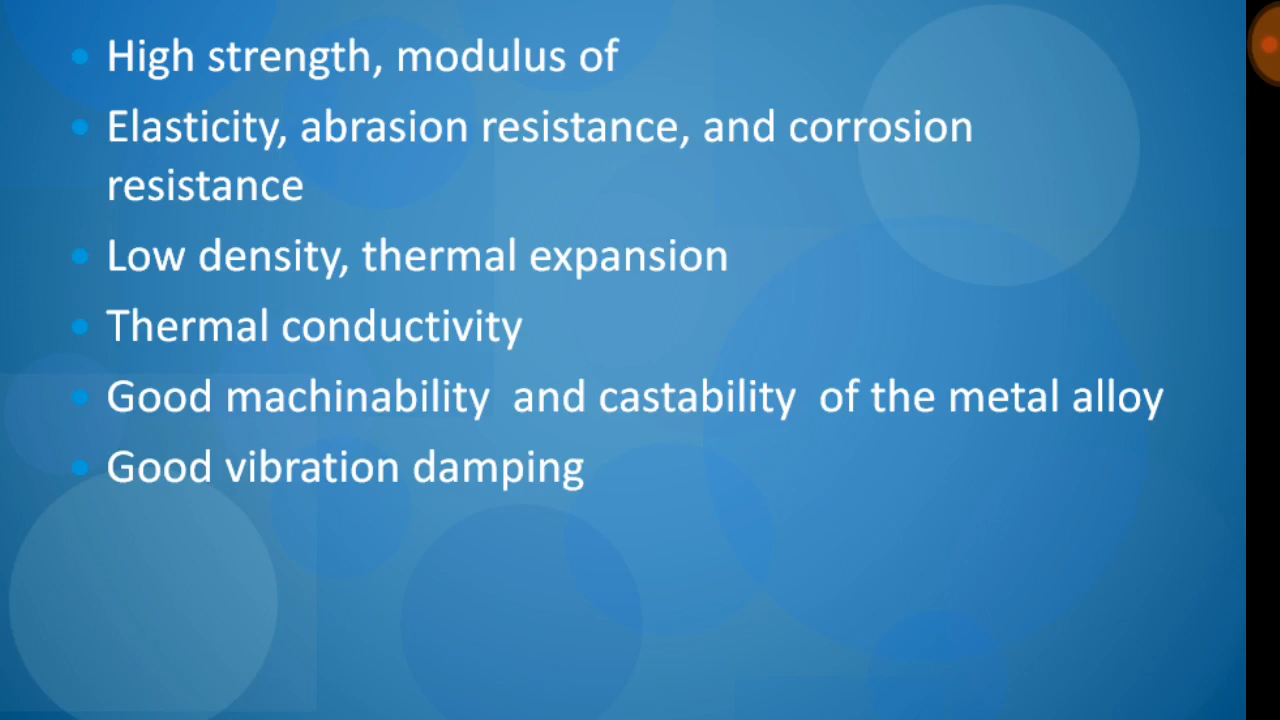 High strength, modulus of
Elasticity, abrasion resistance, and corrosion
resistance
Low density, thermal expansion
Thermal conductivity
Good machinability and castability of the metal alloy
Good vibration damping